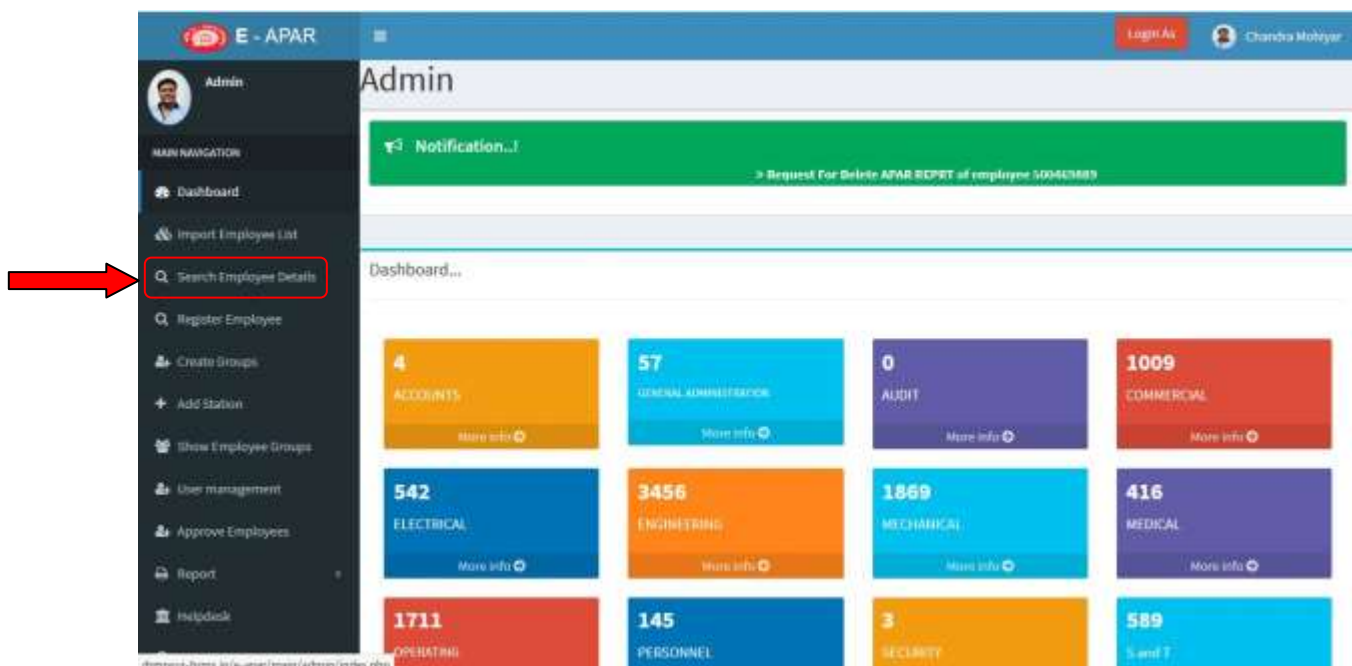 E - APAR
Login As
Chandra Mohiyar
Admin
Admin
Notification..!
> Request For Delete APAR REPRT of employee
MAIN NAVIGATION
Dashboard
Import Employee List
Search Employee Details
Register Employee
Create Groups
Add Station
Show Employee Groups
User management
Approve Employees
Report
Helpdesk
Dashboard...
4
ACCOUNTS
More info
57
GENERAL ADMINISTRATION
More info
0
AUDIT
More info
1009
COMMERCIAL
More info
542
ELECTRICAL
More info
3456
ENGINEERING
More info
1869
MECHANICAL
More info
416
MEDICAL
More info
1711
OPERATING
145
PERSONNEL
3
SECURITY
589
S and T